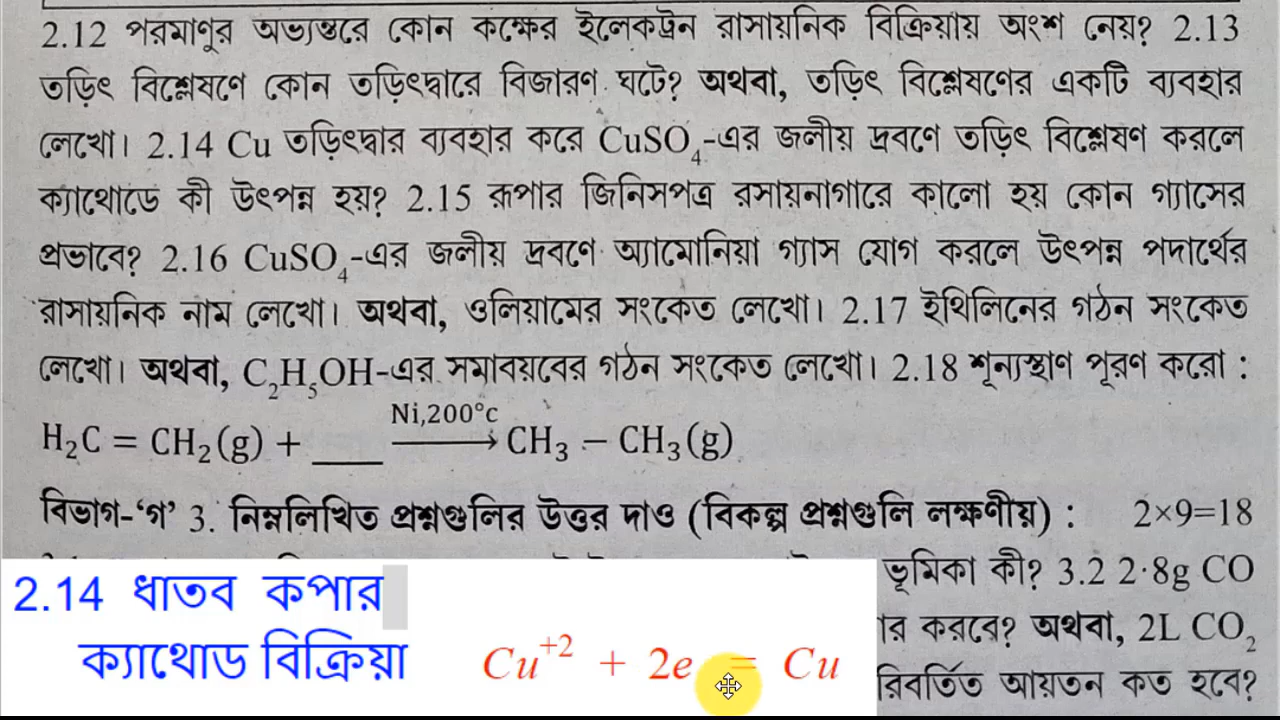 2.12 পরমাণুর অভ্যন্তরে কোন কক্ষের ইলেকট্রন রাসায়নিক বিক্রিয়ায় অংশ নেয়? 2.13
তড়িৎ বিশ্লেষণে কোন তড়িৎদ্বারে বিজারণ ঘটে? অথবা, তড়িৎ বিশ্লেষণের একটি ব্যবহার
লেখো। 2.14 Cu তড়িৎদ্বার ব্যবহার করে CuSO₄-এর জলীয় দ্রবণে তড়িৎ বিশ্লেষণ করলে
ক্যাথোডে কী উৎপন্ন হয়? 2.15 রূপার জিনিসপত্র রসায়নাগারে কালো হয় কোন গ্যাসের
প্রভাবে? 2.16 CuSO₄-এর জলীয় দ্রবণে অ্যামোনিয়া গ্যাস যোগ করলে উৎপন্ন পদার্থের
রাসায়নিক নাম লেখো। অথবা, ওলিয়ামের সংকেত লেখো। 2.17 ইথিলিনের গঠন সংকেত
লেখো। অথবা, C₂H₅OH-এর সমাবয়বের গঠন সংকেত লেখো। 2.18 শূন্যস্থাণ পূরণ করো :
Ni,200°c
H₂C = CH₂(g) + ___ → CH₃ – CH₃(g)
বিভাগ-‘গ’ 3. নিম্নলিখিত প্রশ্নগুলির উত্তর দাও (বিকল্প প্রশ্নগুলি লক্ষণীয়) : 2×9=18
ভূমিকা কী? 3.2 2·8g CO
করবে? অথবা, 2L CO₂
আয়তন কত হবে?
2.14 ধাতব কপার
ক্যাথোড বিক্রিয়া Cu⁺² + 2e = Cu